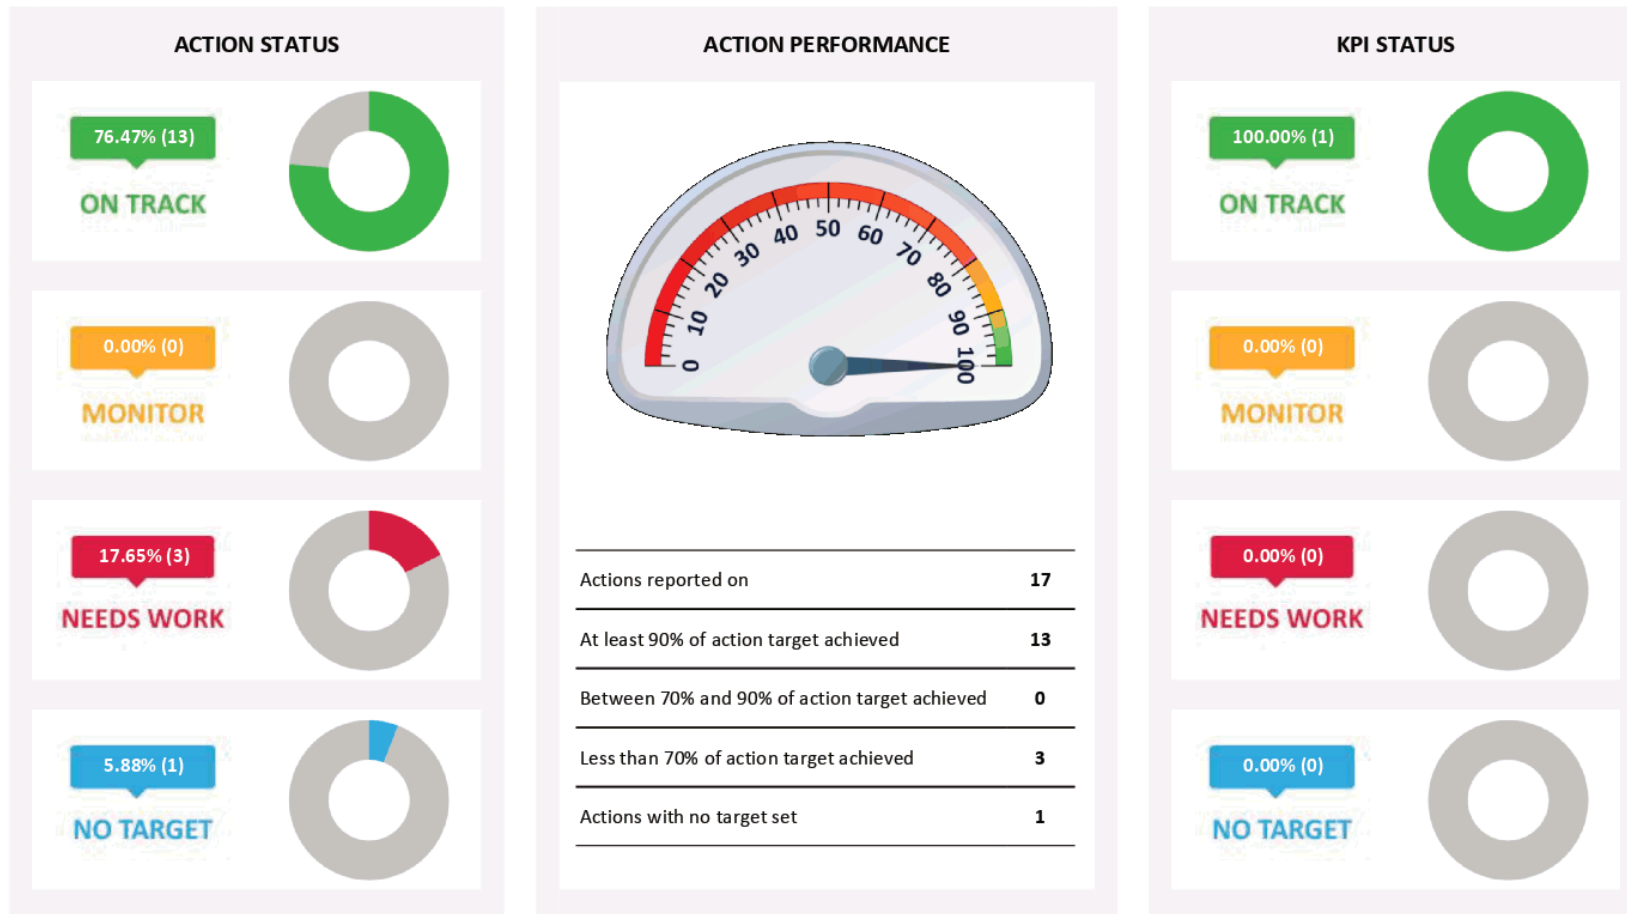 ACTION STATUS
76.47% (13)
ON TRACK
0.00% (0)
MONITOR
17.65% (3)
NEEDS WORK
5.88% (1)
NO TARGET
ACTION PERFORMANCE
0 10 20 30 40 50 60 70 80 90 100
Actions reported on 17
At least 90% of action target achieved 13
Between 70% and 90% of action target achieved 0
Less than 70% of action target achieved 3
Actions with no target set 1
KPI STATUS
100.00% (1)
ON TRACK
0.00% (0)
MONITOR
0.00% (0)
NEEDS WORK
0.00% (0)
NO TARGET